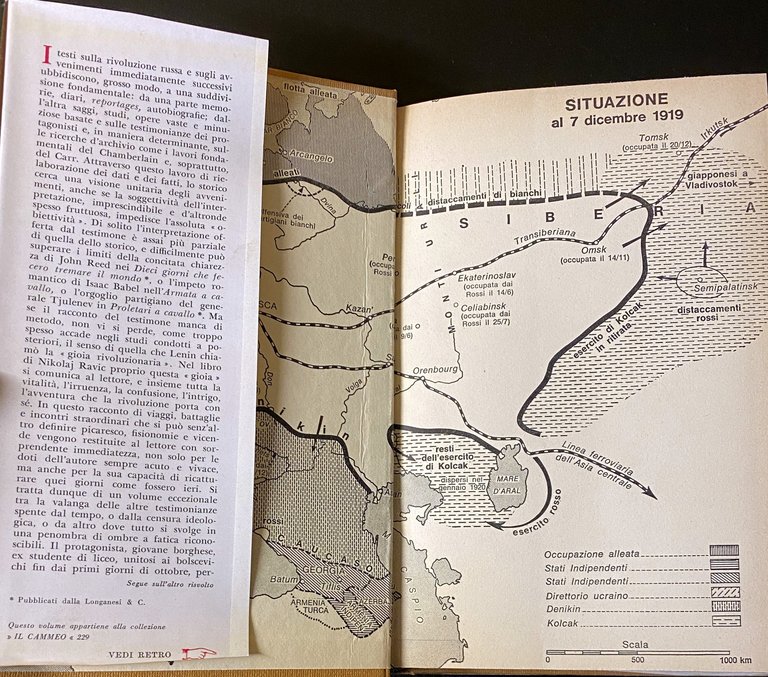 I testi sulla rivoluzione russa e sugli av-
venimenti immediatamente successivi
ubbidiscono, grosso modo, a una suddivi-
sione fondamentale: da una parte memo-
rie, diari, reportages, autobiografie; dal-
l'altra saggi, studi, opere vaste e minu-
ziose basate e sulle testimonianze dei pro-
tagonisti e, in maniera determinante, sul-
le ricerche d'archivio come i lavori fonda-
mentali del Chamberlain e, soprattutto,
del Carr. Attraverso questo lavoro di rie-
laborazione dei dati e dei fatti, lo storico
cerca una visione unitaria degli avveni-
menti, anche se la soggettività dell'inter-
pretazione, imprescindibile e d'altronde
spesso fruttuosa, impedisce l'assoluta « o-
biettività ». Di solito l'interpretazione of-
ferta dal testimone è assai più parziale
di quella dello storico, e difficilmente può
superare i limiti della concitata chiarez-
za di John Reed nei Dieci giorni che fe-
cero tremare il mondo*, o l'impeto ro-
mantico di Isaac Babel nell'Armata a ca-
vallo, o l'orgoglio partigiano del gene-
rale Tjulenev in Proletari a cavallo*. Ma
se il racconto del testimone manca di
metodo, non vi si perde, come troppo
spesso accade negli studi condotti a po-
steriori, il senso di quella che Lenin chia-
mò la « gioia rivoluzionaria ». Nel libro
di Nikolaj Ravic proprio questa « gioia »
si comunica al lettore, e insieme tutta la
vitalità, l'irruenza, la confusione, l'intrigo,
l'avventura che la rivoluzione porta con
sé. In questo racconto di viaggi, battaglie
e incontri straordinari che si può senz'al-
tro definire picaresco, fisionomie e vicen-
de vengono restituite al lettore con sor-
prendente immediatezza, non solo per le
doti dell'autore sempre acuto e vivace,
ma anche per la sua capacità di ricattu-
rare quei giorni come fossero ieri. Si
tratta dunque di un volume eccezionale
tra la valanga delle altre testimonianze
spente dal tempo, o dalla censura ideolo-
gica, o da altro dove tutto si svolge in
una penombra di ombre a fatica ricono-
scibili. Il protagonista, giovane borghese,
ex studente di liceo, unitosi ai bolscevi-
chi fin dai primi giorni di ottobre, per-
Segue sull'altro risvolto
* Pubblicati dalla Longanesi & C.
Questo volume appartiene alla collezione
» IL CAMMEO « 229
VEDI RETRO
flotta alleata
AR BIANCO
Arcangelo
alleati
Dvina
offensiva dei
partigiani bianchi
SCA
Kazan'
Volga
nikin
rossi
CAUCASO
GEORGIA
Batum
ARMENIA
TURCA
CASPIO
SITUAZIONE
al 7 dicembre 1919
Tomsk
(occupata il 20/12)
Irkutsk
giapponesi a
Vladivostok
distaccamenti di bianchi
SIBERIA
Transiberiana
Omsk
(occupata il 14/11)
MONTI UR
Ekaterinoslav
(occupata dai
Rossi il 14/6)
Celiabinsk
(occupata dai
Rossi il 25/7)
Semipalatinsk
distaccamenti
rossi
esercito di Kolcak
in ritirata
Orenbourg
Linea ferroviaria
dell'Asia centrale
resti
dell'esercito
di Kolcak
dispersi nel
gennaio 1920
MARE
D'ARAL
esercito rosso
Occupazione alleata
Stati Indipendenti
Stati Indipendenti
Direttorio ucraino
Denikin
Kolcak
Scala
0 500 1000 km